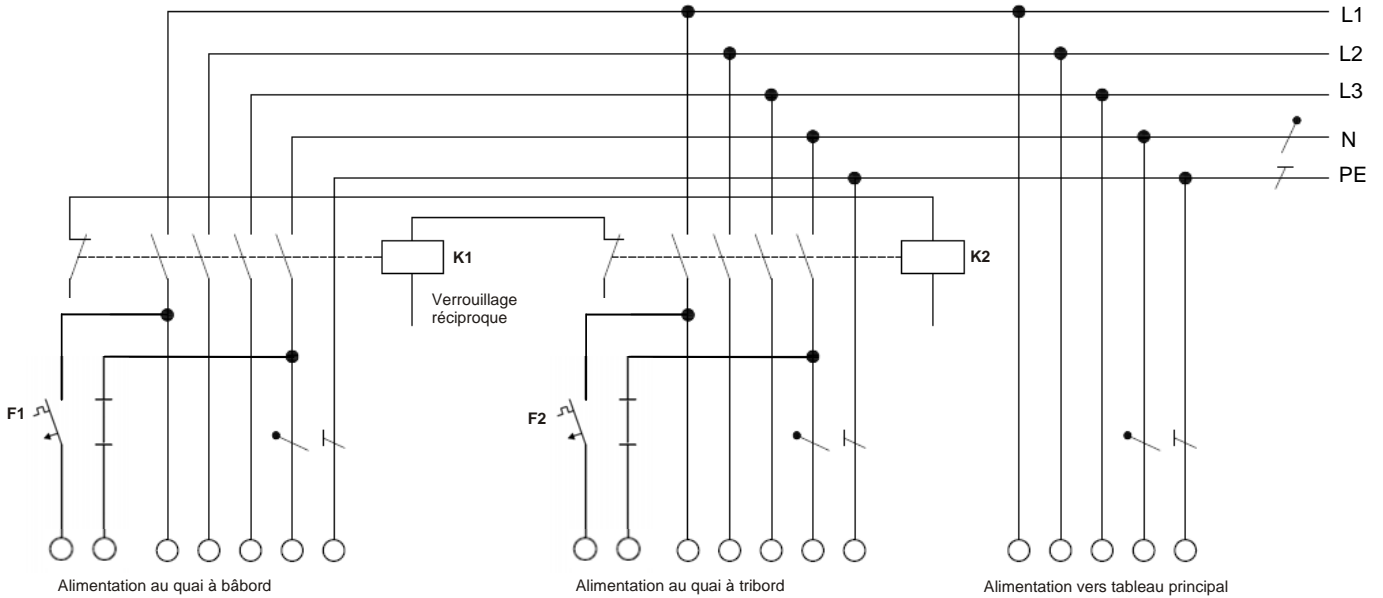 L1
L2
L3
N
PE
K1
K2
Verrouillage
réciproque
F1
F2
Alimentation au quai à bâbord
Alimentation au quai à tribord
Alimentation vers tableau principal